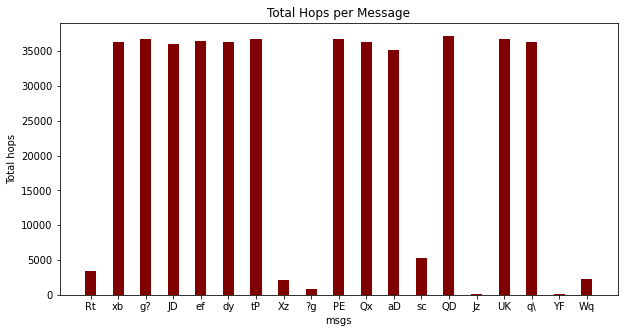 Total Hops per Message
Total hops
35000
30000
25000
20000
15000
10000
5000
0
Rt xb g? JD ef dy tP Xz ?g PE Qx aD sc QD Jz UK q\ YF Wq
msgs